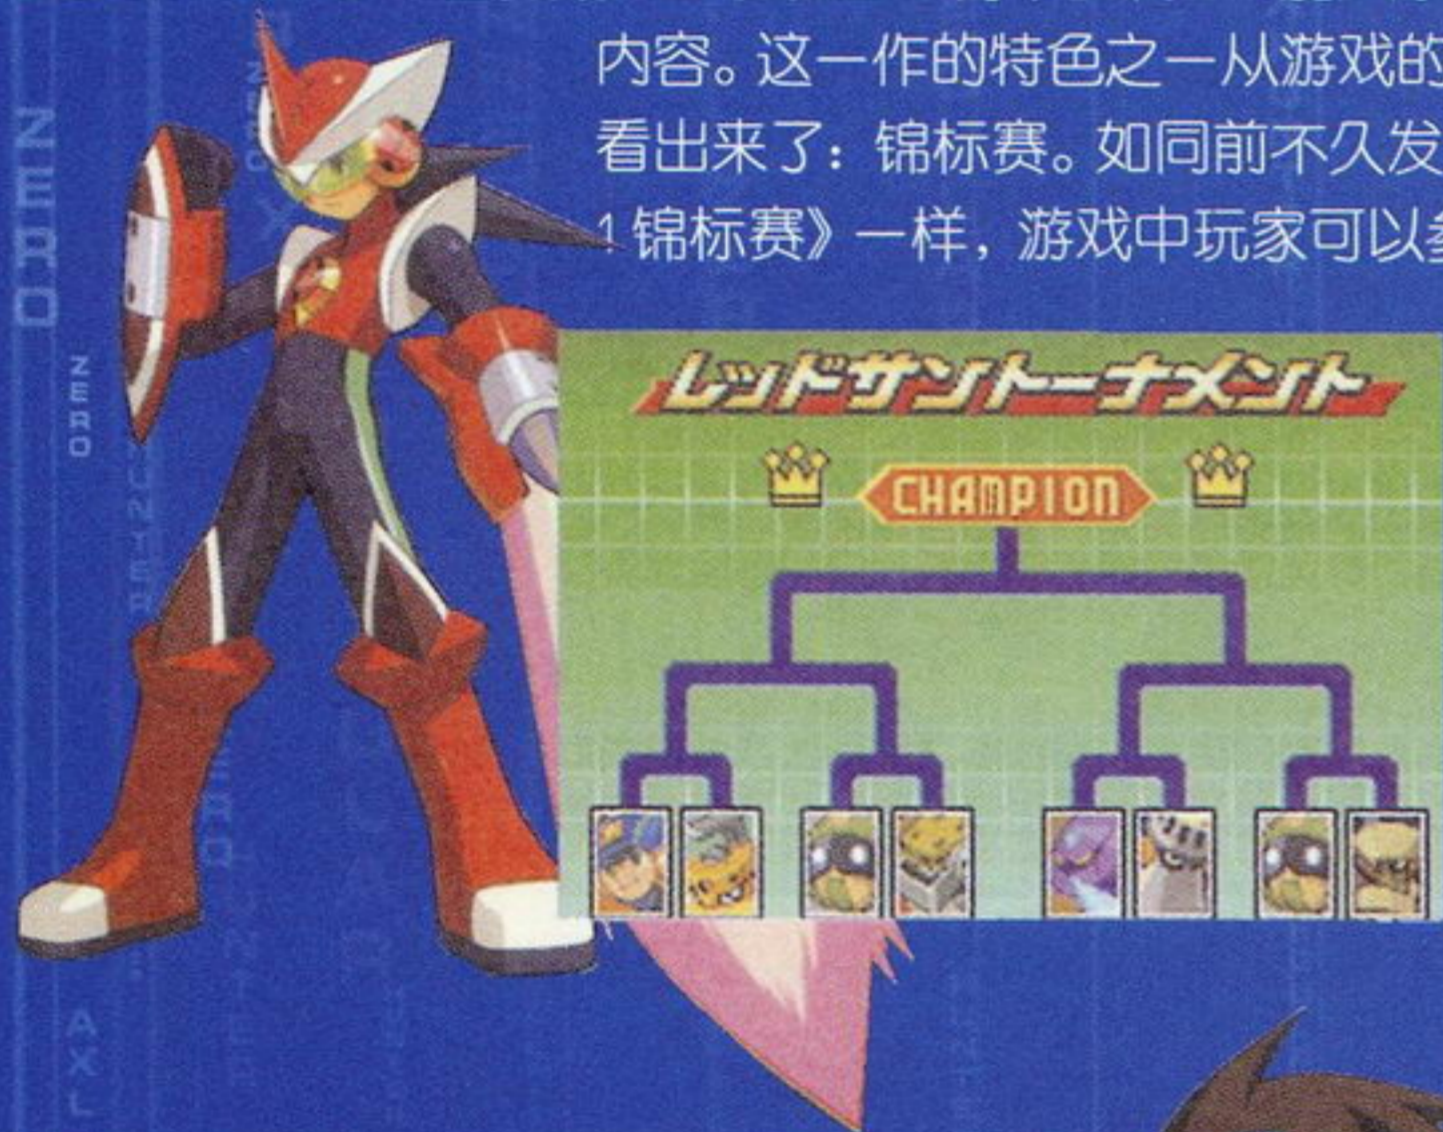 内容。这一作的特色之一从游戏的
看出来了：锦标赛。如同前不久发
1锦标赛》一样，游戏中玩家可以
レッドサントーナメント
CHAMPION
ZERO
ZERO
AXL